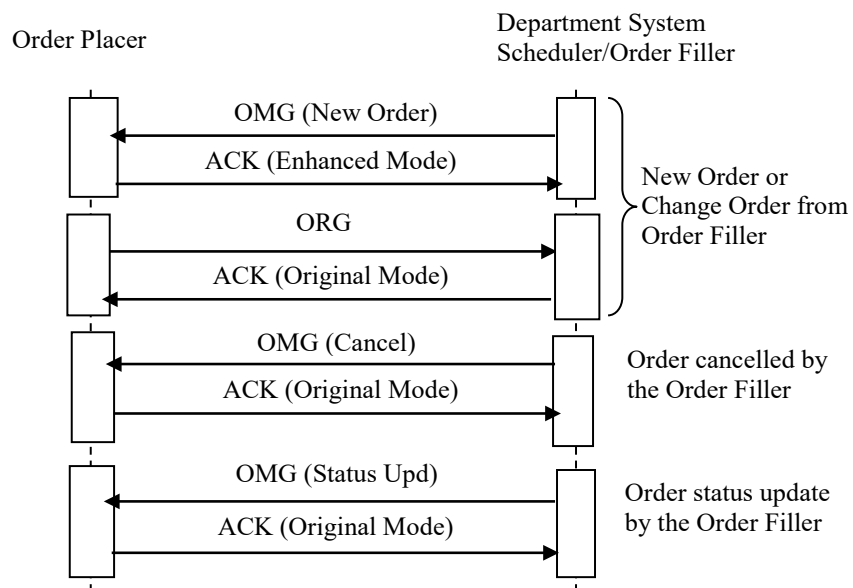 Order Placer
Department System
Scheduler/Order Filler
OMG (New Order)
ACK (Enhanced Mode)
New Order or
Change Order from
Order Filler
ORG
ACK (Original Mode)
OMG (Cancel)
ACK (Original Mode)
Order cancelled by
the Order Filler
OMG (Status Upd)
ACK (Original Mode)
Order status update
by the Order Filler